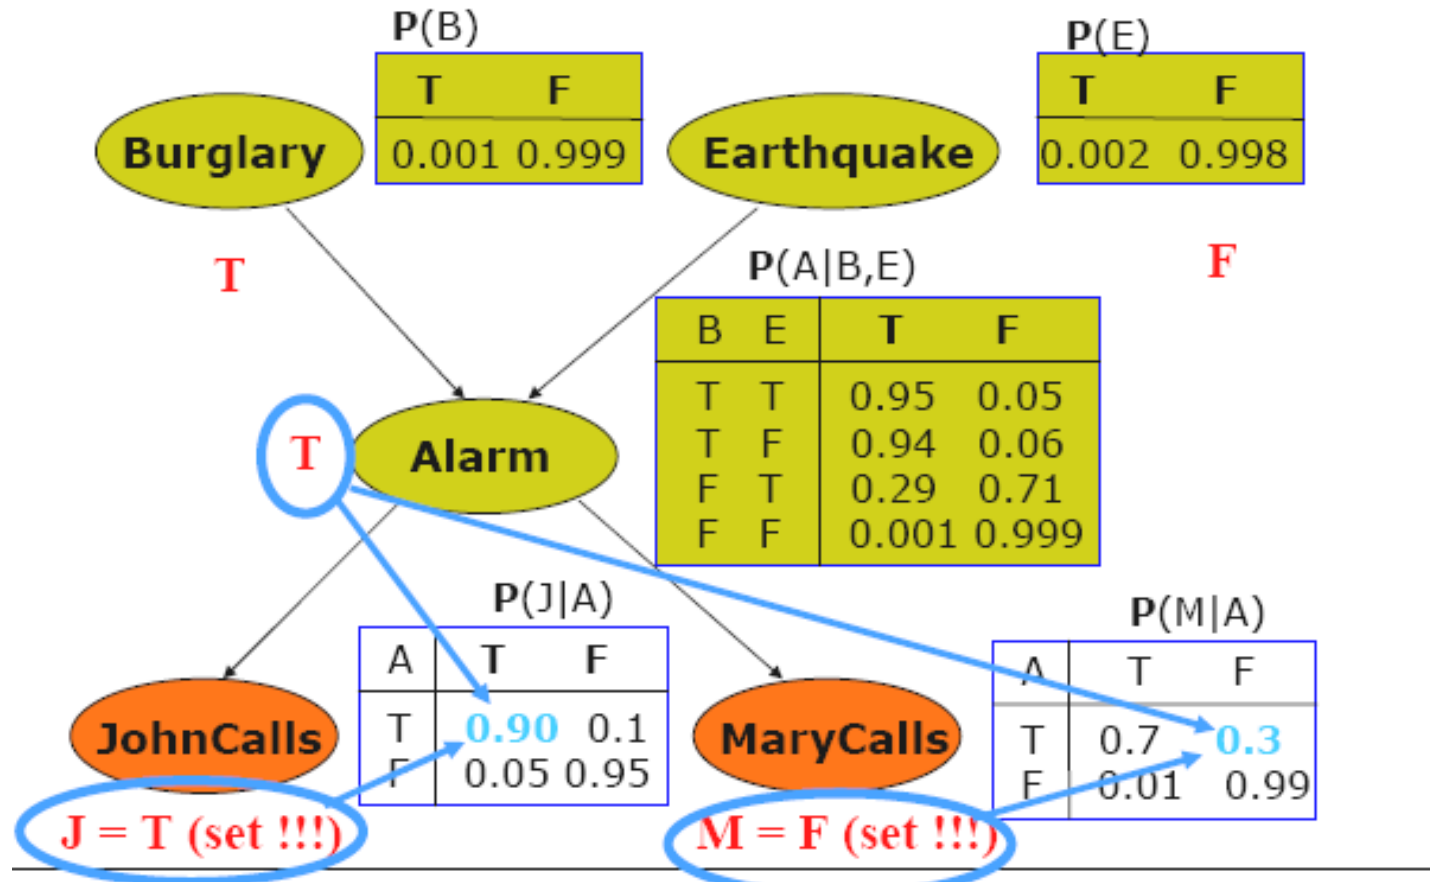 P(B)
T F
0.001 0.999
Burglary
P(E)
T F
0.002 0.998
Earthquake
T
F
P(A|B,E)
B E T F
T T 0.95 0.05
T F 0.94 0.06
F T 0.29 0.71
F F 0.001 0.999
T
Alarm
P(J|A)
A T F
T 0.90 0.1
F 0.05 0.95
P(M|A)
A T F
T 0.7 0.3
F 0.01 0.99
JohnCalls
MaryCalls
J = T (set !!!)
M = F (set !!!)